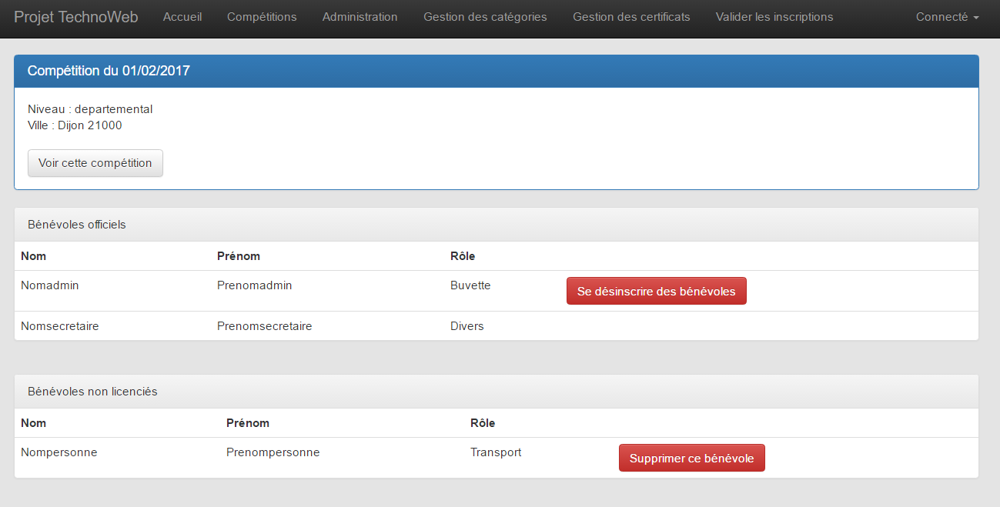 Projet TechnoWeb Accueil Compétitions Administration Gestion des catégories Gestion des certificats Valider les inscriptions Connecté
Compétition du 01/02/2017
Niveau : departemental
Ville : Dijon 21000
Voir cette compétition
Bénévoles officiels
Nom Prénom Rôle
Nomadmin Prenomadmin Buvette Se désinscrire des bénévoles
Nomsecretaire Prenomsecretaire Divers
Bénévoles non licenciés
Nom Prénom Rôle
Nompersonne Prenompersonne Transport Supprimer ce bénévole